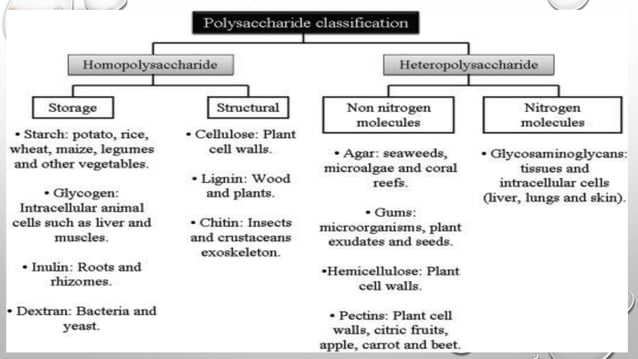 Polysaccharide classification
Homopolysaccharide
Heteropolysaccharide
Storage
Structural
Non nitrogen
molecules
Nitrogen
molecules
• Starch: potato, rice,
wheat, maize, legumes
and other vegetables.
• Glycogen:
Intracellular animal
cells such as liver and
muscles.
• Inulin: Roots and
rhizomes.
• Dextran: Bacteria and
yeast.
• Cellulose: Plant
cell walls.
• Lignin: Wood
and plants.
• Chitin: Insects
and crustaceans
exoskeleton.
• Agar: seaweeds,
microalgae and coral
reefs.
• Gums:
microorganisms, plant
exudates and seeds.
•Hemicellulose: Plant
cell walls.
• Pectins: Plant cell
walls, citric fruits,
apple, carrot and beet.
• Glycosaminoglycans:
tissues and
intracellular cells
(liver, lungs and skin).